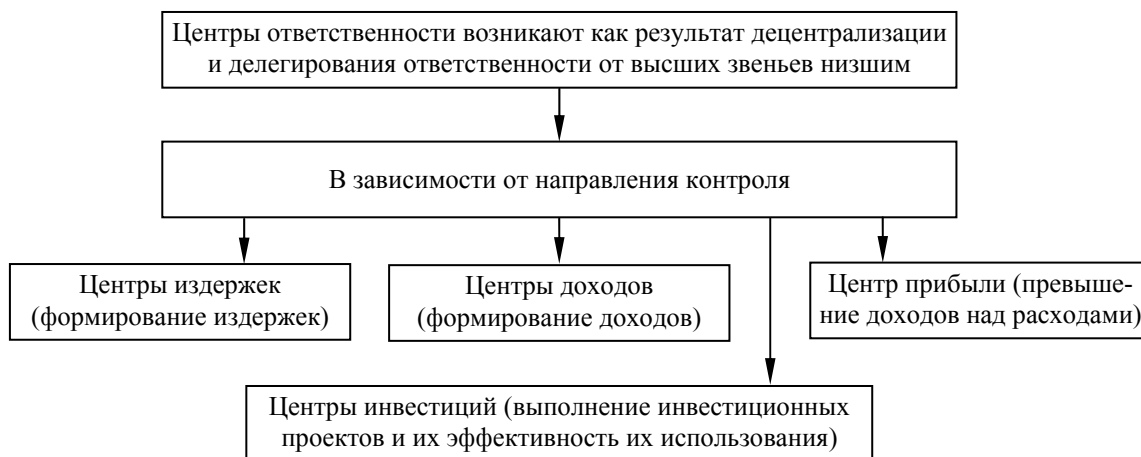 Центры ответственности возникают как результат децентрализации
и делегирования ответственности от высших звеньев низшим
В зависимости от направления контроля
Центры издержек
(формирование издержек)
Центры доходов
(формирование доходов)
Центр прибыли (превыше-
ние доходов над расходами)
Центры инвестиций (выполнение инвестиционных
проектов и их эффективность их использования)